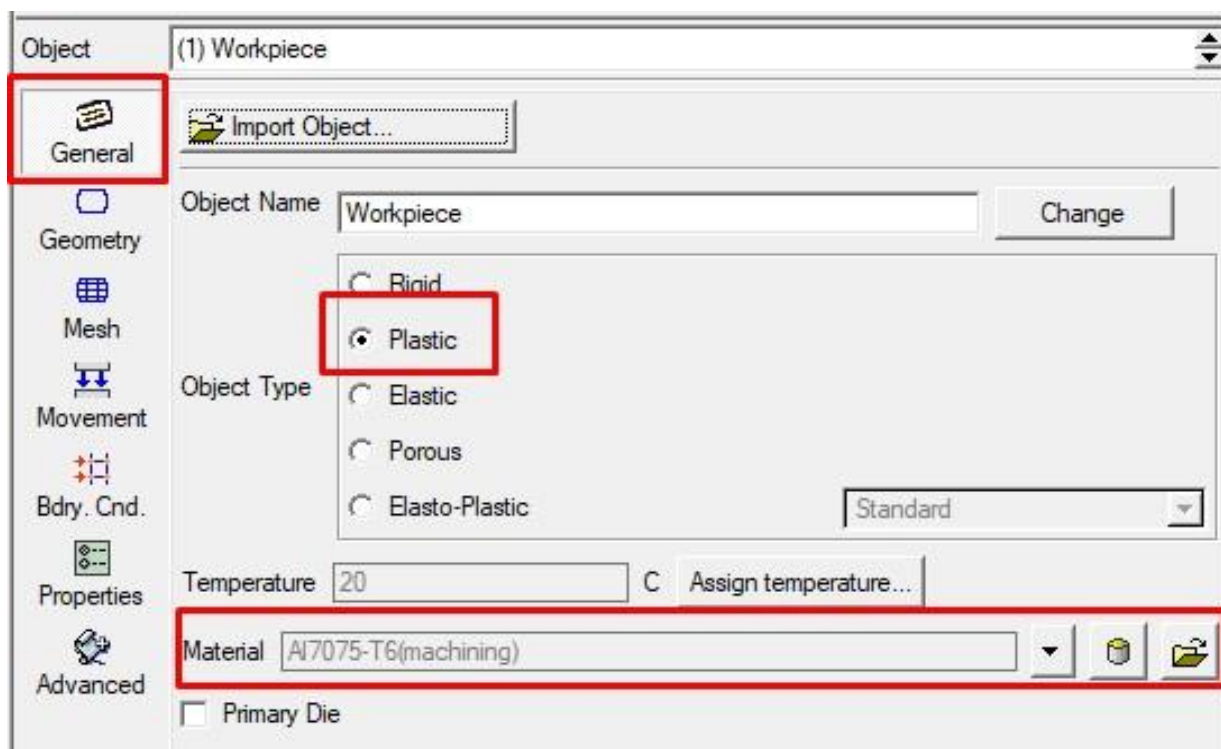 Object (1) Workpiece
General
Import Object...
Object Name Workpiece Change
Geometry
Rigid
Mesh
Plastic
Object Type
Elastic
Movement
Porous
Bdry. Cnd.
Elasto-Plastic Standard
Properties
Temperature 20 C Assign temperature...
Material Al7075-T6(machining)
Advanced
Primary Die